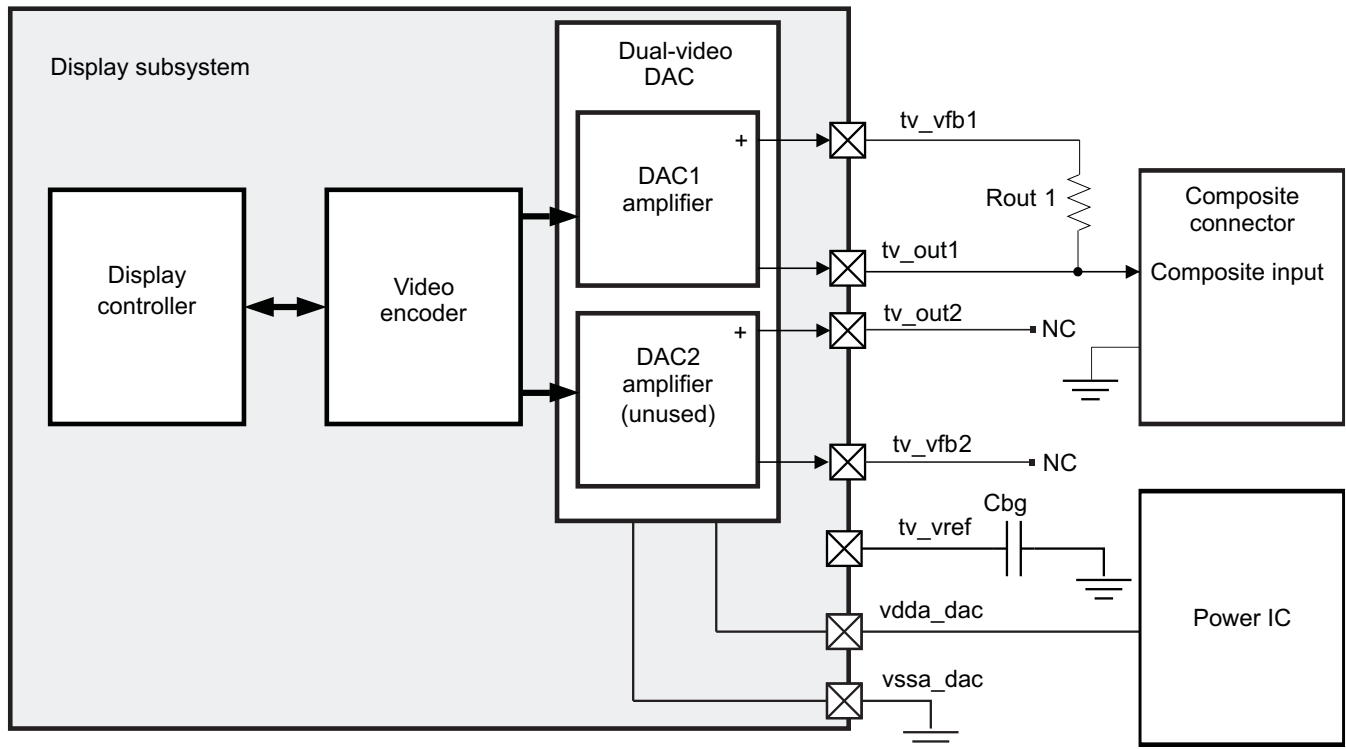 Display subsystem
Dual-video
DAC
DAC1
amplifier
+
DAC2
amplifier
(unused)
+
Display
controller
Video
encoder
tv_vfb1
Rout 1
tv_out1
tv_out2
NC
tv_vfb2
NC
Cbg
tv_vref
vdda_dac
vssa_dac
Composite
connector
Composite input
Power IC